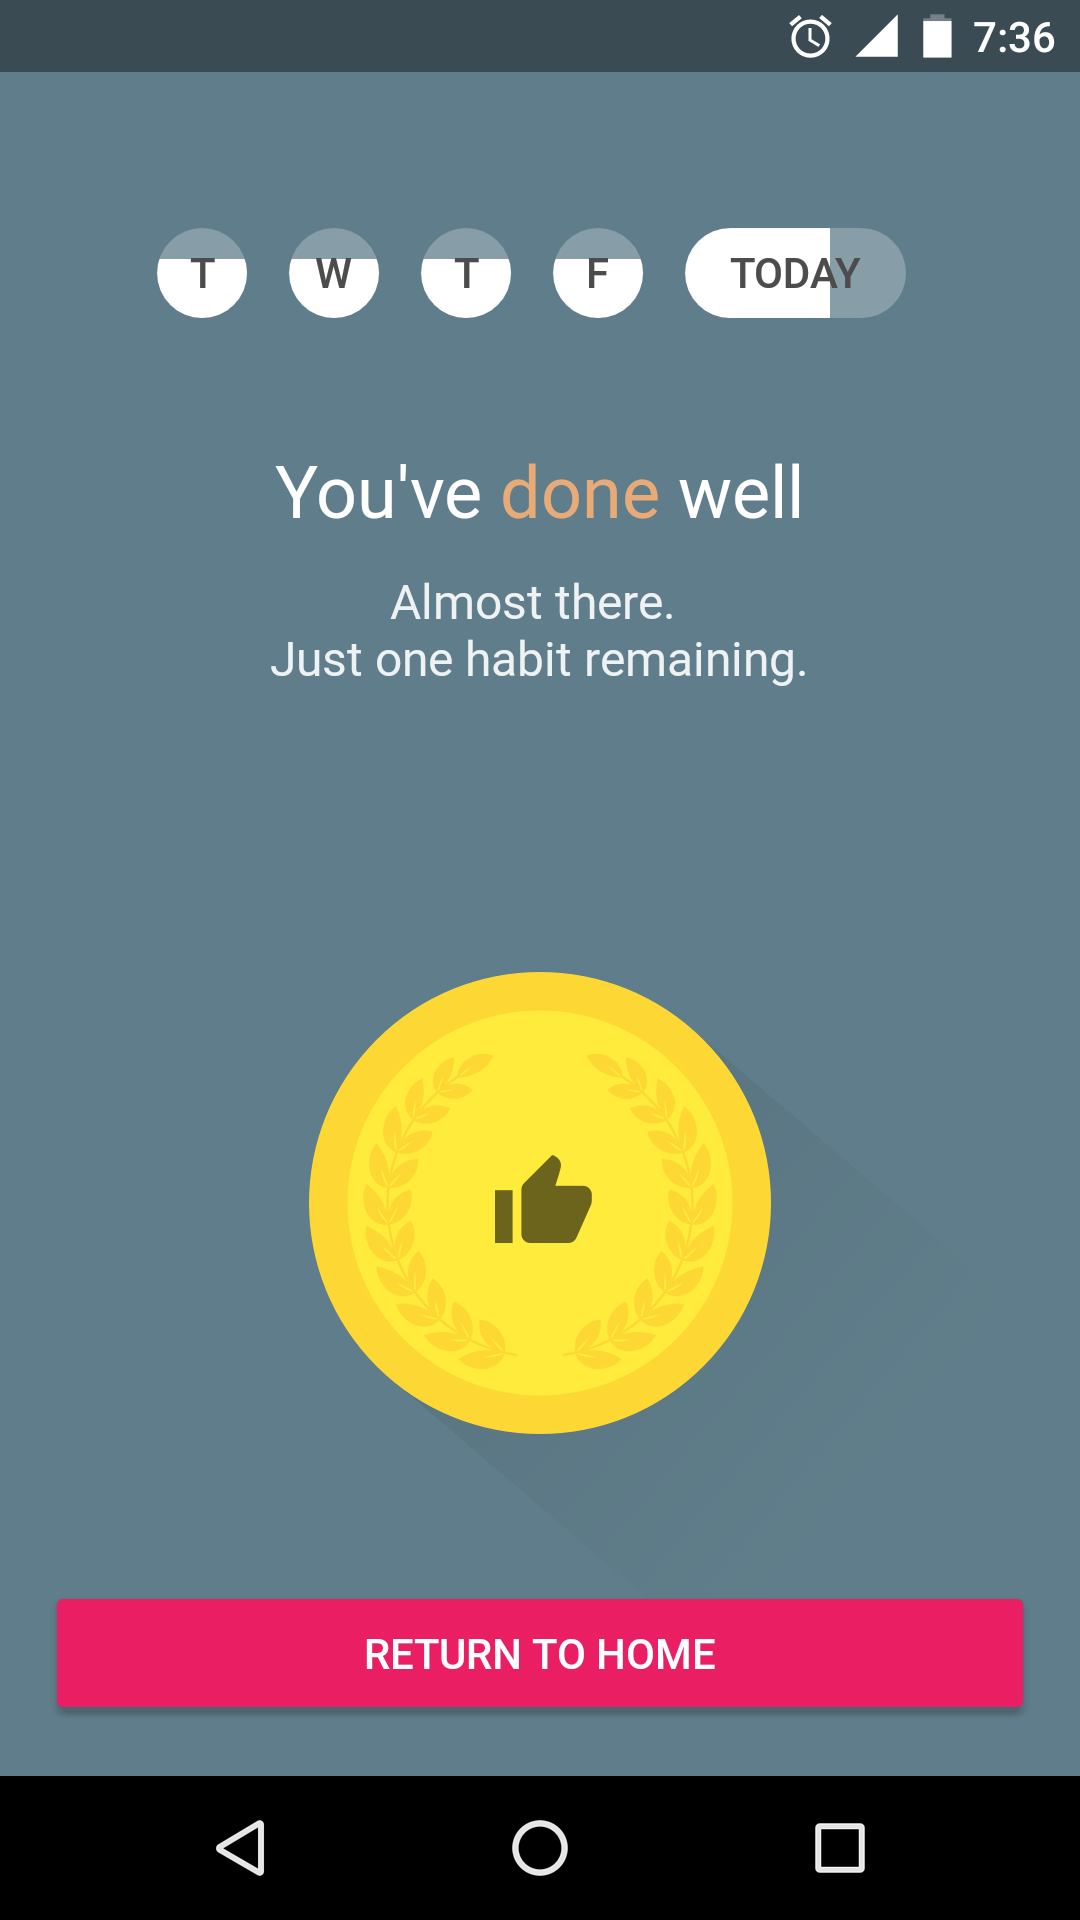 7:36
T W T F TODAY
You've done well
Almost there.
Just one habit remaining.
RETURN TO HOME